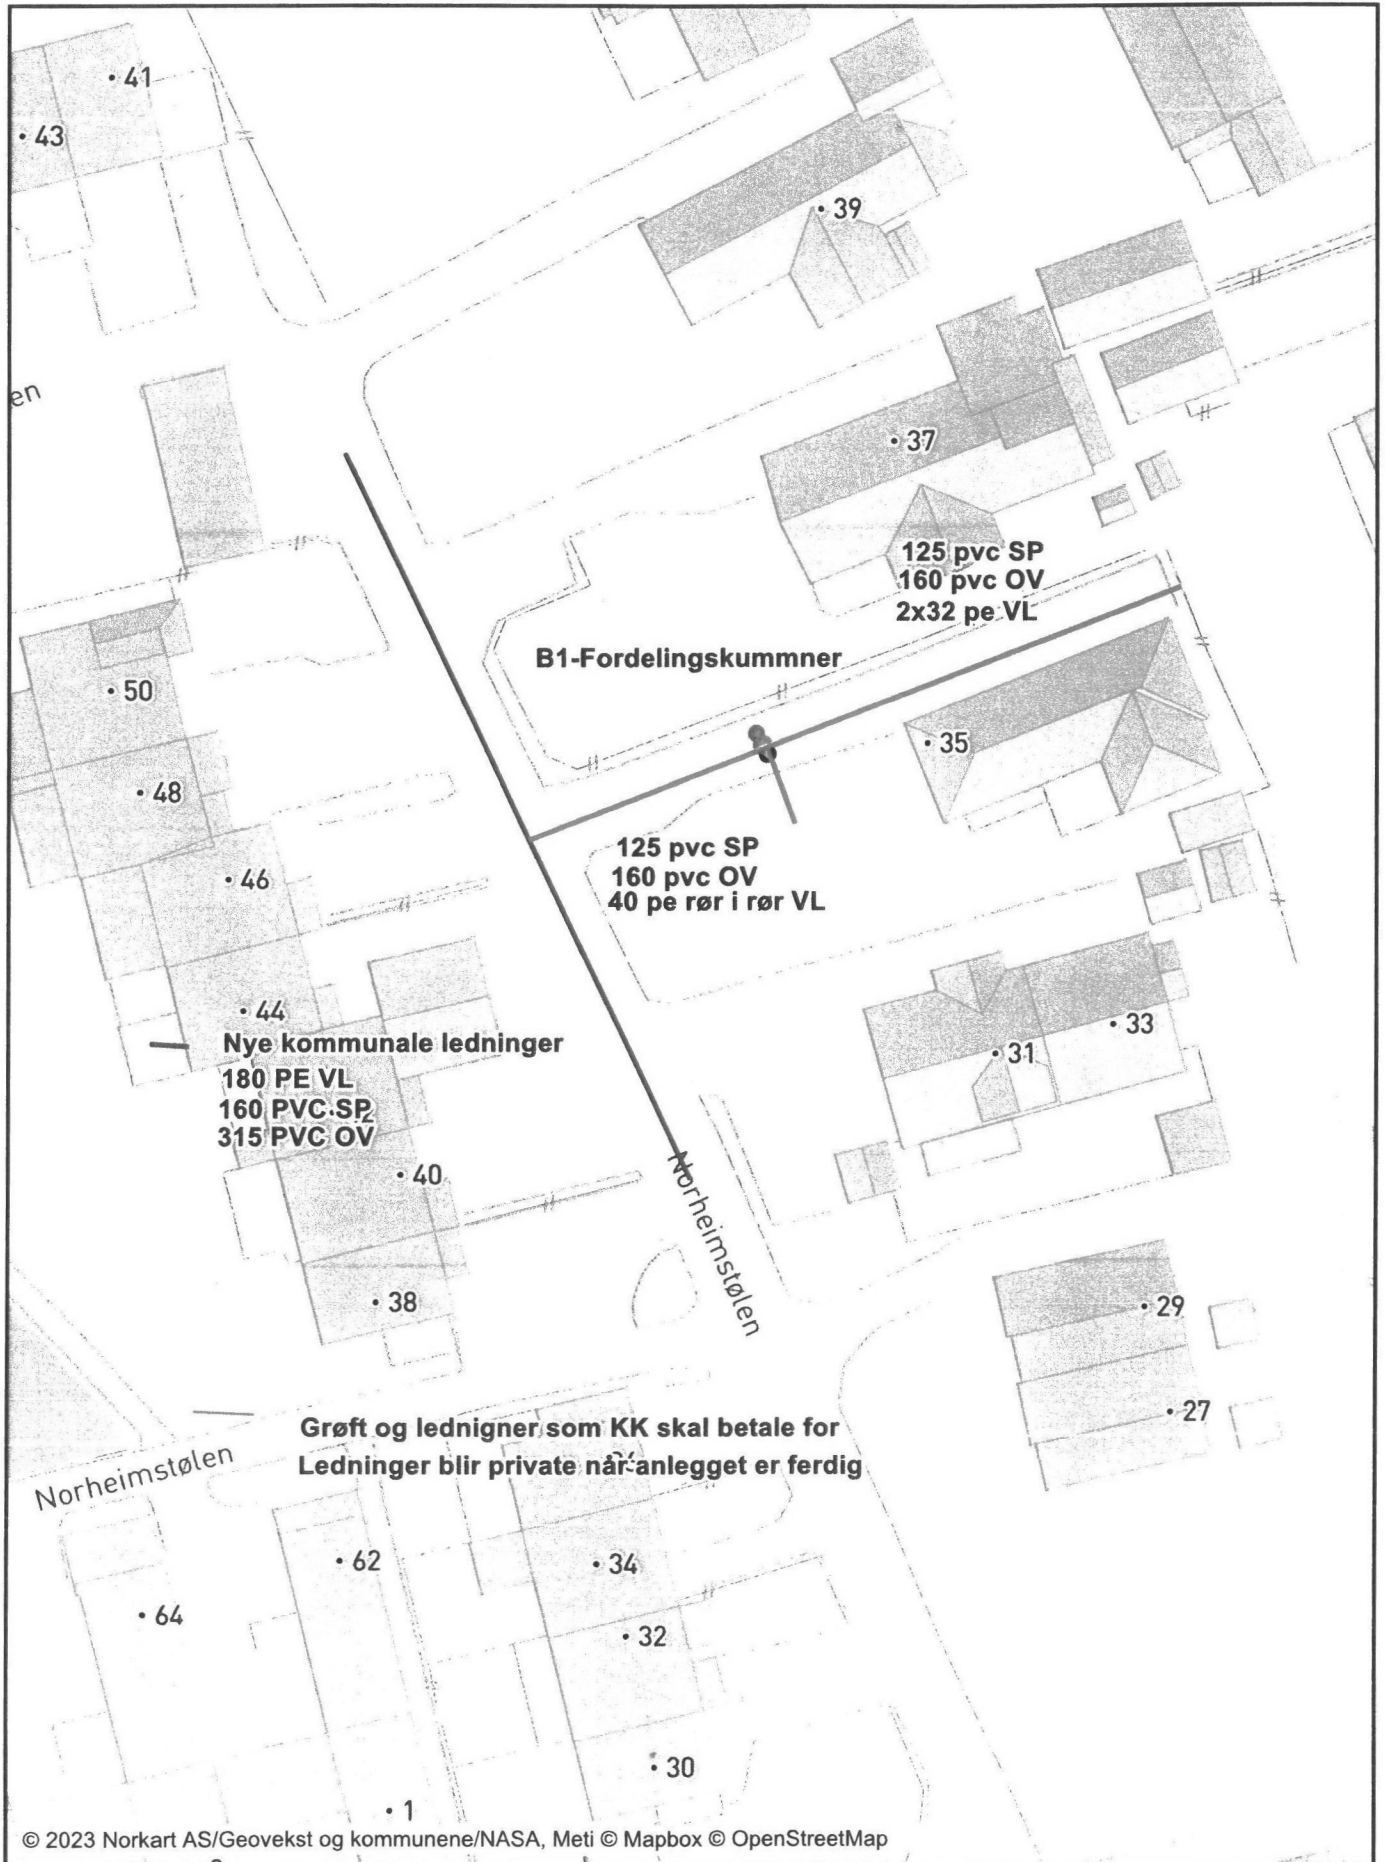 41
43
39
en
37
125 pvc SP
160 pvc OV
2x32 pe VL
B1-Fordelingskummner
50
35
48
125 pvc SP
160 pvc OV
40 pe rør i rør VL
46
44
33
Nye kommunale ledninger
31
180 PE VL
160 PVC SP
315 PVC OV
40
Norheimstølen
38
29
27
Grøft og lednigner som KK skal betale for
Ledninger blir private når anlegget er ferdig
Norheimstølen
62
34
64
32
30
1
© 2023 Norkart AS/Geovekst og kommunene/NASA, Meti © Mapbox © OpenStreetMap